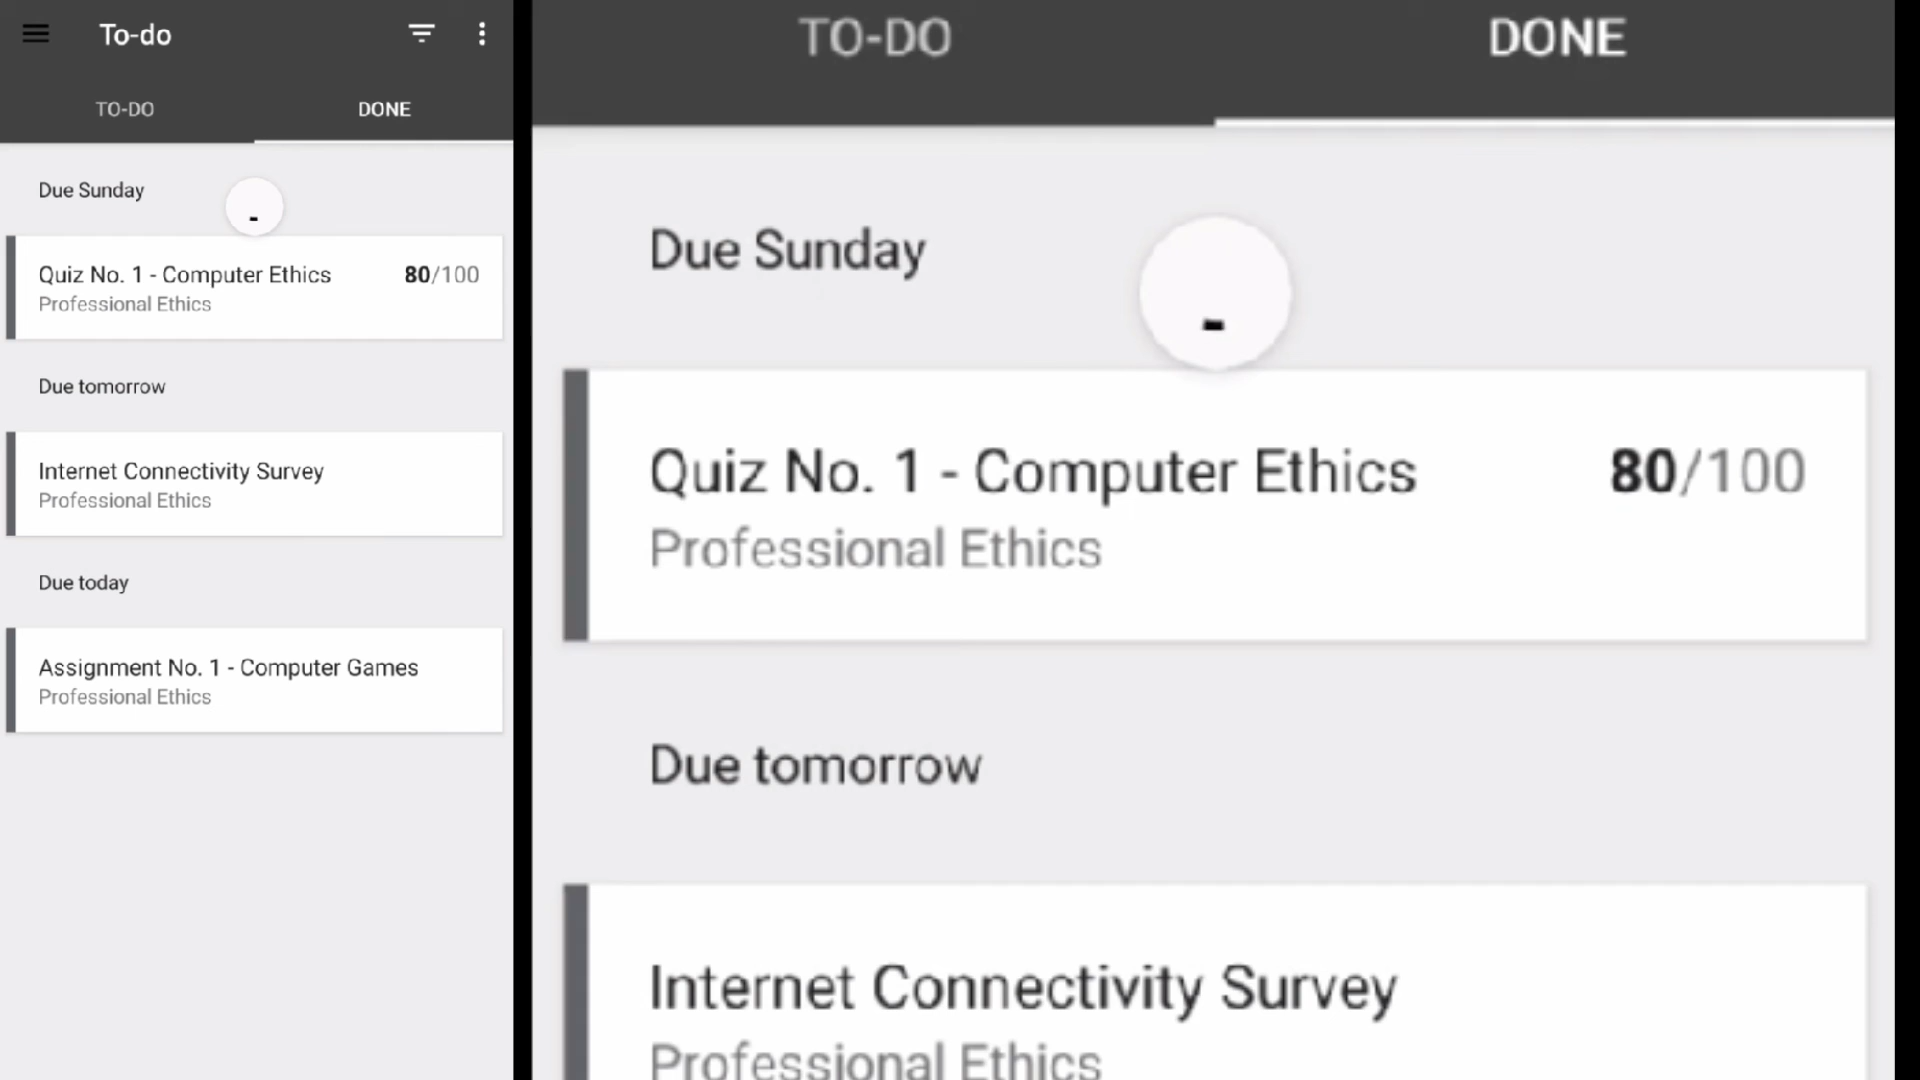 To-do
TO-DO DONE
Due Sunday
Quiz No. 1 - Computer Ethics 80/100
Professional Ethics
Due tomorrow
Internet Connectivity Survey
Professional Ethics
Due today
Assignment No. 1 - Computer Games
Professional Ethics
TO-DO DONE
Due Sunday
Quiz No. 1 - Computer Ethics 80/100
Professional Ethics
Due tomorrow
Internet Connectivity Survey
Professional Ethics